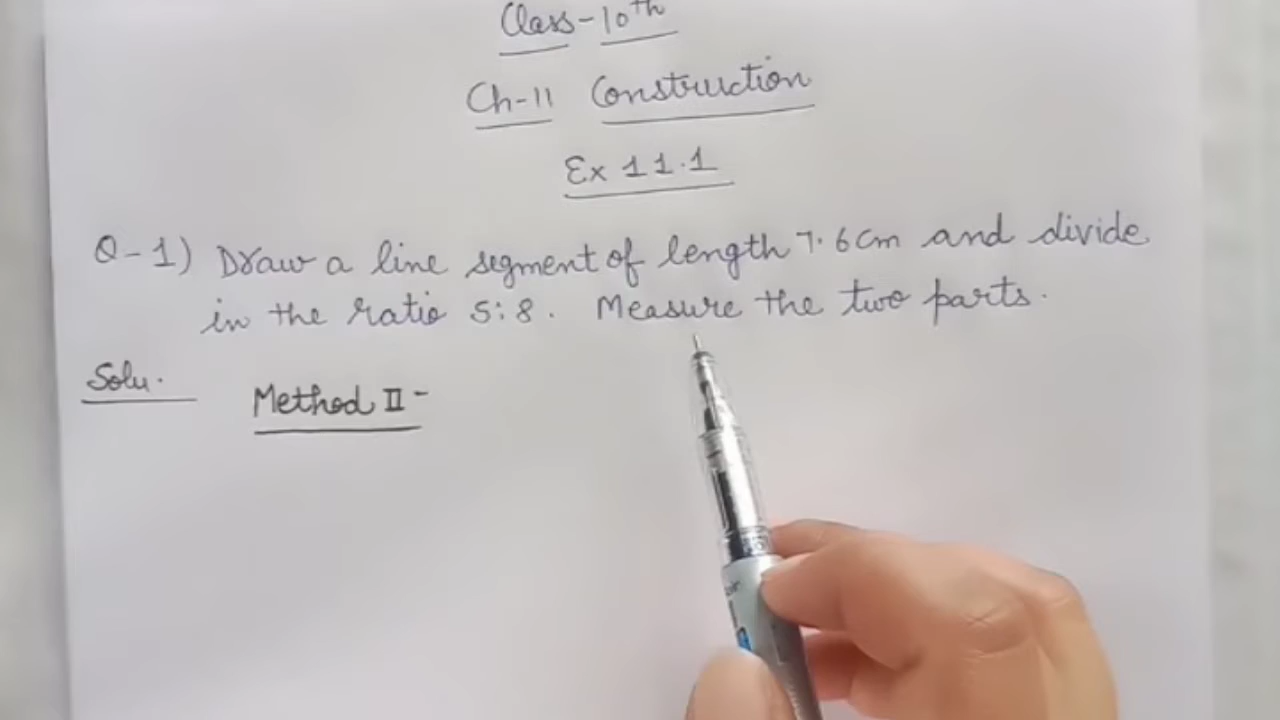 Class-10th
Ch-11 Construction
Ex 11.1
Q-1) Draw a line segment of length 7.6cm and divide
in the ratio 5:8. Measure the two parts.
Solu.
Method II-